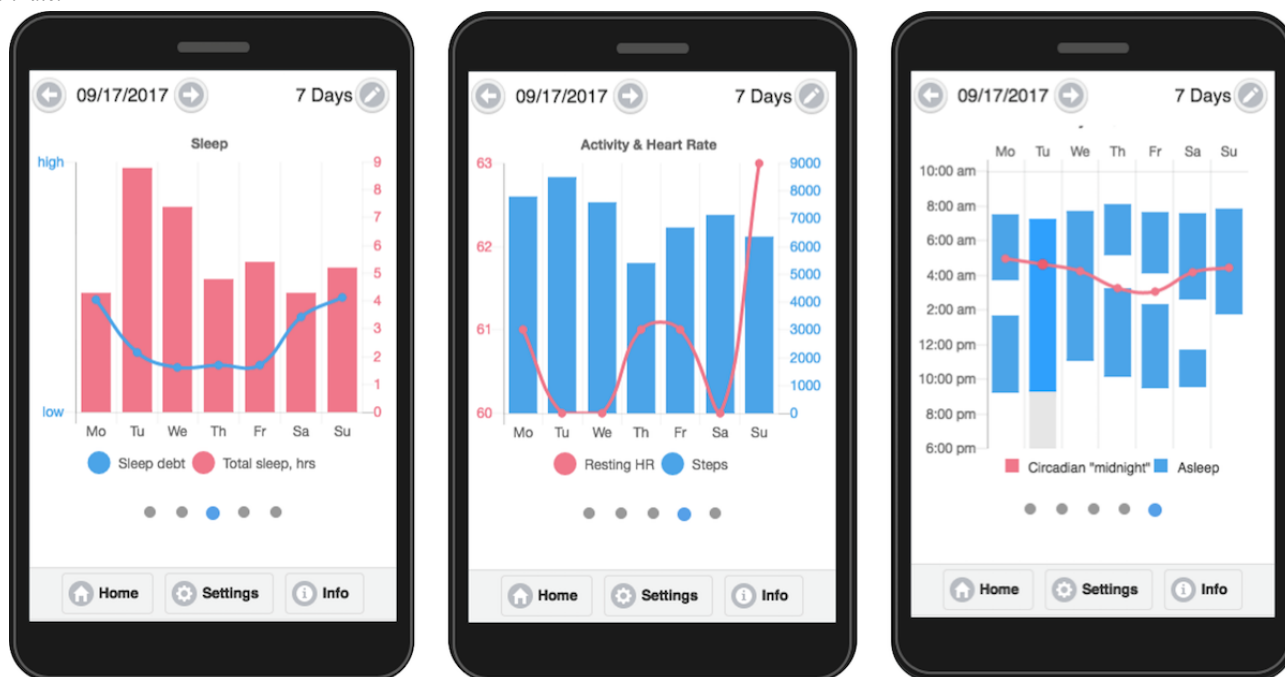 09/17/2017 7 Days
Sleep
high 9
8
7
6
5
4
3
2
1
low 0
Mo Tu We Th Fr Sa Su
Sleep debt Total sleep, hrs
Home Settings Info
09/17/2017 7 Days
Activity & Heart Rate
63 9000
8000
7000
62 6000
5000
4000
61 3000
2000
1000
60 0
Mo Tu We Th Fr Sa Su
Resting HR Steps
Home Settings Info
09/17/2017 7 Days
Mo Tu We Th Fr Sa Su
10:00 am
8:00 am
6:00 am
4:00 am
2:00 am
12:00 pm
10:00 pm
8:00 pm
6:00 pm
Circadian "midnight" Asleep
Home Settings Info